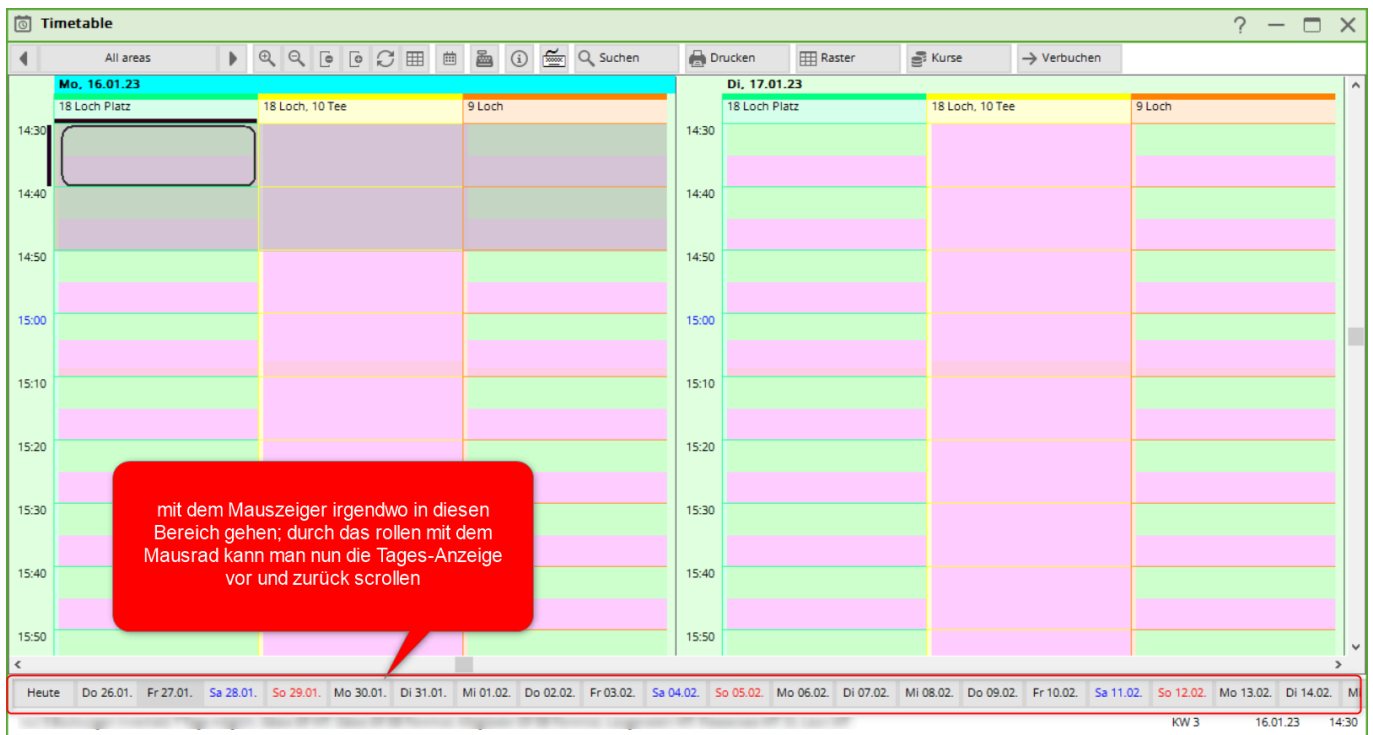 Timetable
All areas Suchen Drucken Raster Kurse Verbuchen
Mo, 16.01.23 Di, 17.01.23
18 Loch Platz 18 Loch, 10 Tee 9 Loch 18 Loch Platz 18 Loch, 10 Tee 9 Loch
14:30 14:30
14:40 14:40
14:50 14:50
15:00 15:00
15:10 15:10
15:20 15:20
mit dem Mauszeiger irgendwo in diesen
15:30 15:30
Bereich gehen; durch das rollen mit dem
Mausrad kann man nun die Tages-Anzeige
vor und zurück scrollen
15:40 15:40
15:50 15:50
Heute Do 26.01. Fr 27.01. Sa 28.01. So 29.01. Mo 30.01. Di 31.01. Mi 01.02. Do 02.02. Fr 03.02. Sa 04.02. So 05.02. Mo 06.02. Di 07.02. Mi 08.02. Do 09.02. Fr 10.02. Sa 11.02. So 12.02. Mo 13.02. Di 14.02.
KW 3 16.01.23 14:30